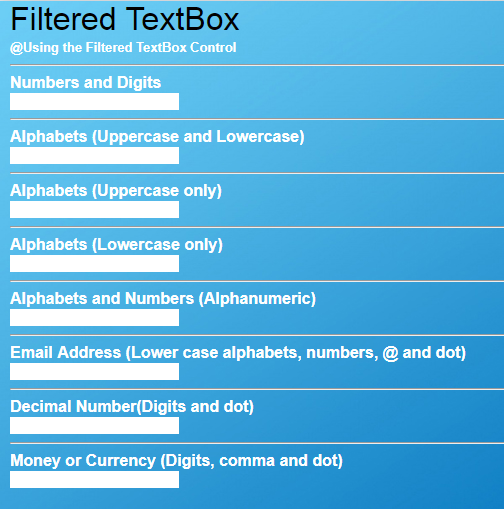 Filtered TextBox
@Using the Filtered TextBox Control
Numbers and Digits
Alphabets (Uppercase and Lowercase)
Alphabets (Uppercase only)
Alphabets (Lowercase only)
Alphabets and Numbers (Alphanumeric)
Email Address (Lower case alphabets, numbers, @ and dot)
Decimal Number(Digits and dot)
Money or Currency (Digits, comma and dot)